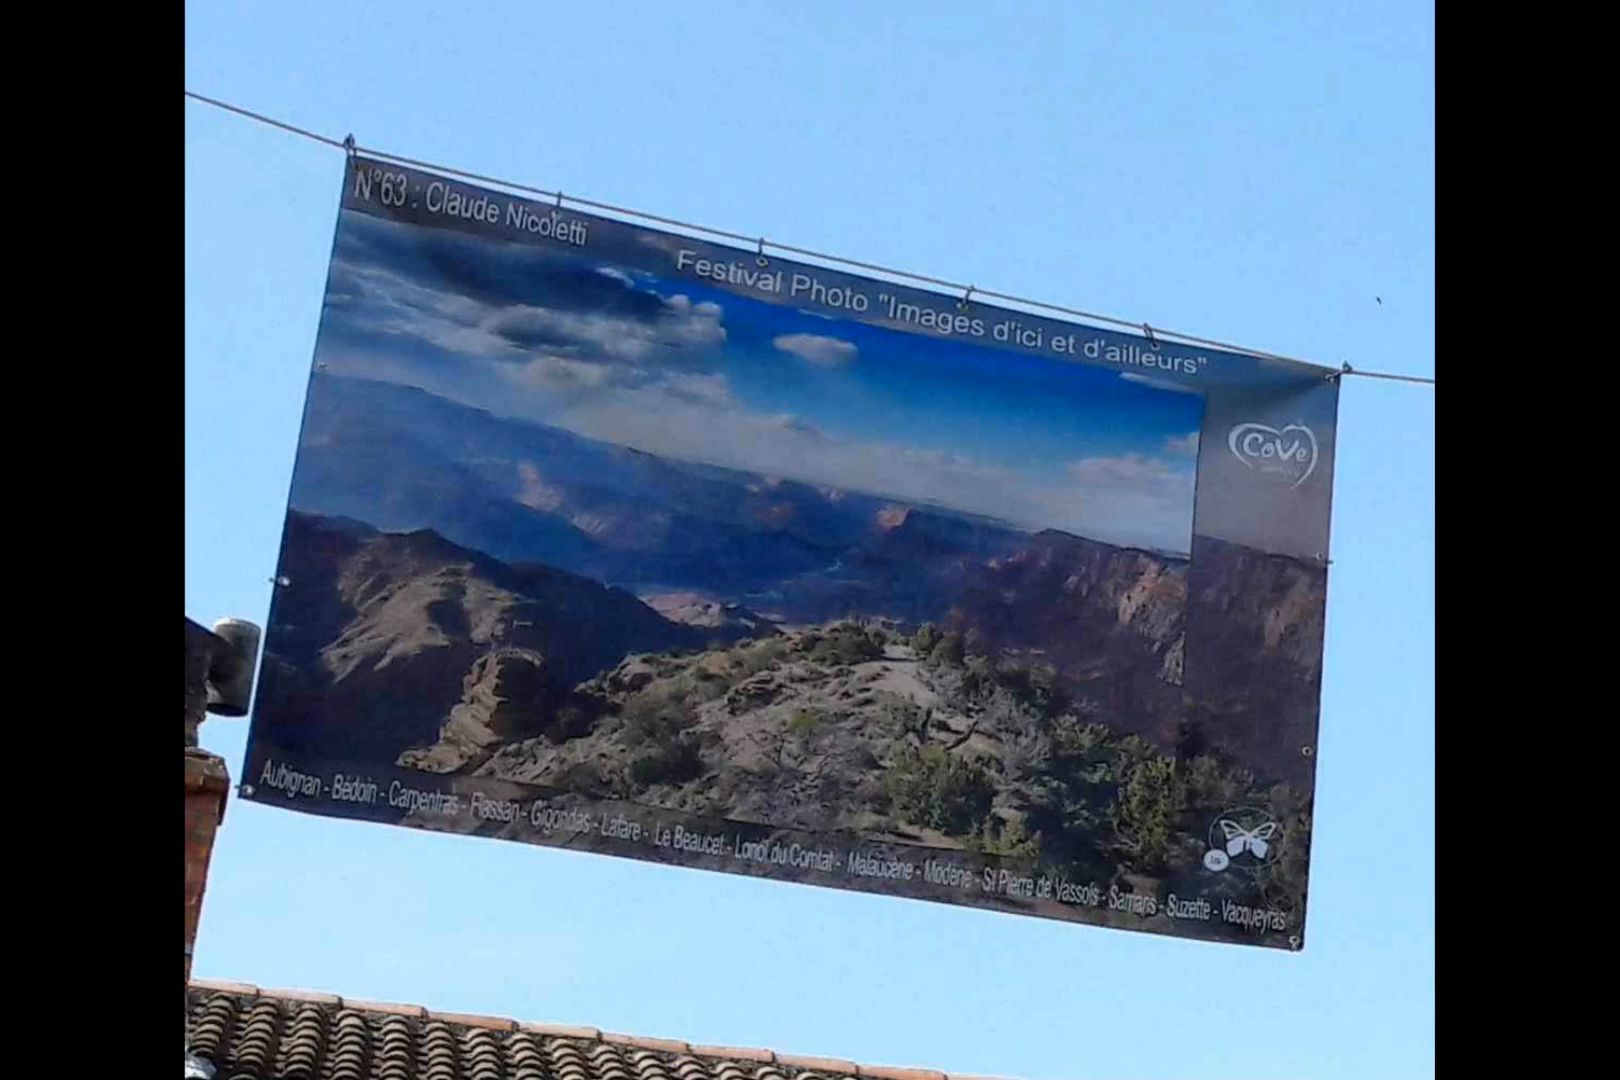 N°63 : Claude Nicoletti
Festival Photo "Images d'ici et d'ailleurs"
CoVe
Aubignan - Bédoin - Carpentras - Flassan - Gigondas - Lafare - Le Beaucet - Loriol du Comtat - Malaucène - Modène - St Pierre de Vassols - Sarrians - Suzette - Vacqueyras